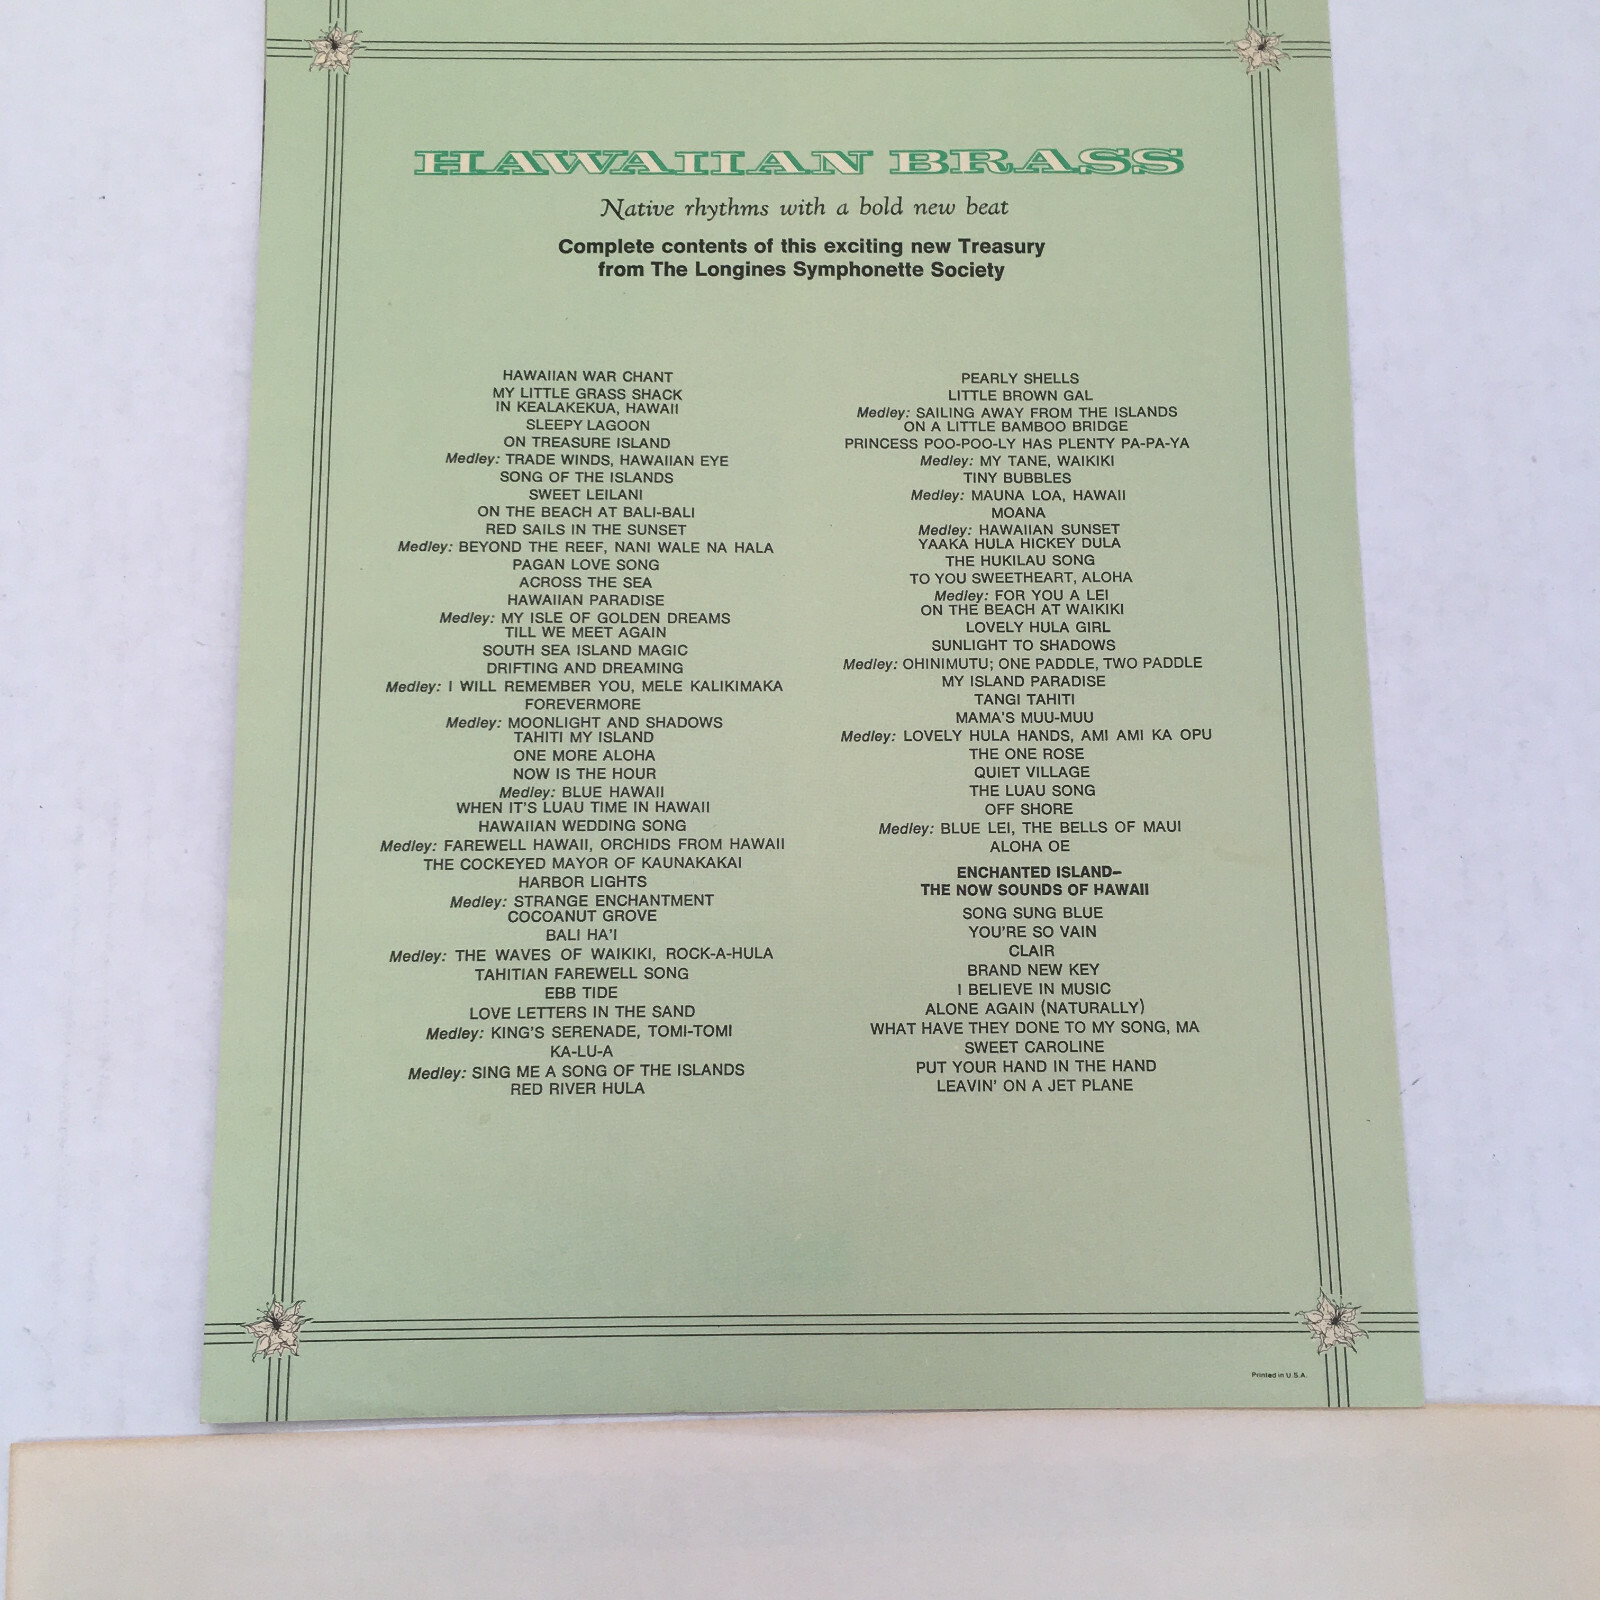 HAWAIIAN BRASS
Native rhythms with a bold new beat
Complete contents of this exciting new Treasury
from The Longines Symphonette Society
HAWAIIAN WAR CHANT
MY LITTLE GRASS SHACK
IN KEALAKEKUA, HAWAII
SLEEPY LAGOON
ON TREASURE ISLAND
Medley: TRADE WINDS, HAWAIIAN EYE
SONG OF THE ISLANDS
SWEET LEILANI
ON THE BEACH AT BALI-BALI
RED SAILS IN THE SUNSET
Medley: BEYOND THE REEF, NANI WALE NA HALA
PAGAN LOVE SONG
ACROSS THE SEA
HAWAIIAN PARADISE
Medley: MY ISLE OF GOLDEN DREAMS
TILL WE MEET AGAIN
SOUTH SEA ISLAND MAGIC
DRIFTING AND DREAMING
Medley: I WILL REMEMBER YOU, MELE KALIKIMAKA
FOREVERMORE
Medley: MOONLIGHT AND SHADOWS
TAHITI MY ISLAND
ONE MORE ALOHA
NOW IS THE HOUR
Medley: BLUE HAWAII
WHEN IT'S LUAU TIME IN HAWAII
HAWAIIAN WEDDING SONG
Medley: FAREWELL HAWAII, ORCHIDS FROM HAWAII
THE COCKEYED MAYOR OF KAUNAKAKAI
HARBOR LIGHTS
Medley: STRANGE ENCHANTMENT
COCOANUT GROVE
BALI HA'I
Medley: THE WAVES OF WAIKIKI, ROCK-A-HULA
TAHITIAN FAREWELL SONG
EBB TIDE
LOVE LETTERS IN THE SAND
Medley: KING'S SERENADE, TOMI-TOMI
KA-LU-A
Medley: SING ME A SONG OF THE ISLANDS
RED RIVER HULA
PEARLY SHELLS
LITTLE BROWN GAL
Medley: SAILING AWAY FROM THE ISLANDS
ON A LITTLE BAMBOO BRIDGE
PRINCESS POO-POO-LY HAS PLENTY PA-PA-YA
Medley: MY TANE, WAIKIKI
TINY BUBBLES
Medley: MAUNA LOA, HAWAII
MOANA
Medley: HAWAIIAN SUNSET
YAAKA HULA HICKEY DULA
THE HUKILAU SONG
TO YOU SWEETHEART, ALOHA
Medley: FOR YOU A LEI
ON THE BEACH AT WAIKIKI
LOVELY HULA GIRL
SUNLIGHT TO SHADOWS
Medley: OHINIMUTU; ONE PADDLE, TWO PADDLE
MY ISLAND PARADISE
TANGI TAHITI
MAMA'S MUU-MUU
Medley: LOVELY HULA HANDS, AMI AMI KA OPU
THE ONE ROSE
QUIET VILLAGE
THE LUAU SONG
OFF SHORE
Medley: BLUE LEI, THE BELLS OF MAUI
ALOHA OE
ENCHANTED ISLAND–
THE NOW SOUNDS OF HAWAII
SONG SUNG BLUE
YOU'RE SO VAIN
CLAIR
BRAND NEW KEY
I BELIEVE IN MUSIC
ALONE AGAIN (NATURALLY)
WHAT HAVE THEY DONE TO MY SONG, MA
SWEET CAROLINE
PUT YOUR HAND IN THE HAND
LEAVIN' ON A JET PLANE
Printed in U.S.A.